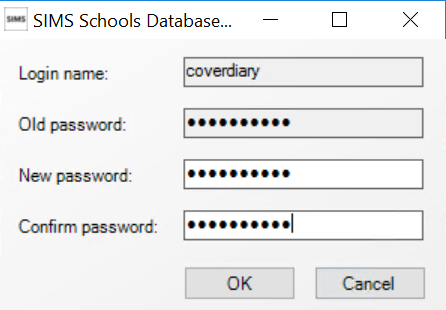 SIMS SIMS Schools Database...
Login name: coverdiary
Old password: ●●●●●●●●●●
New password: ●●●●●●●●●●
Confirm password: ●●●●●●●●●●
OK Cancel